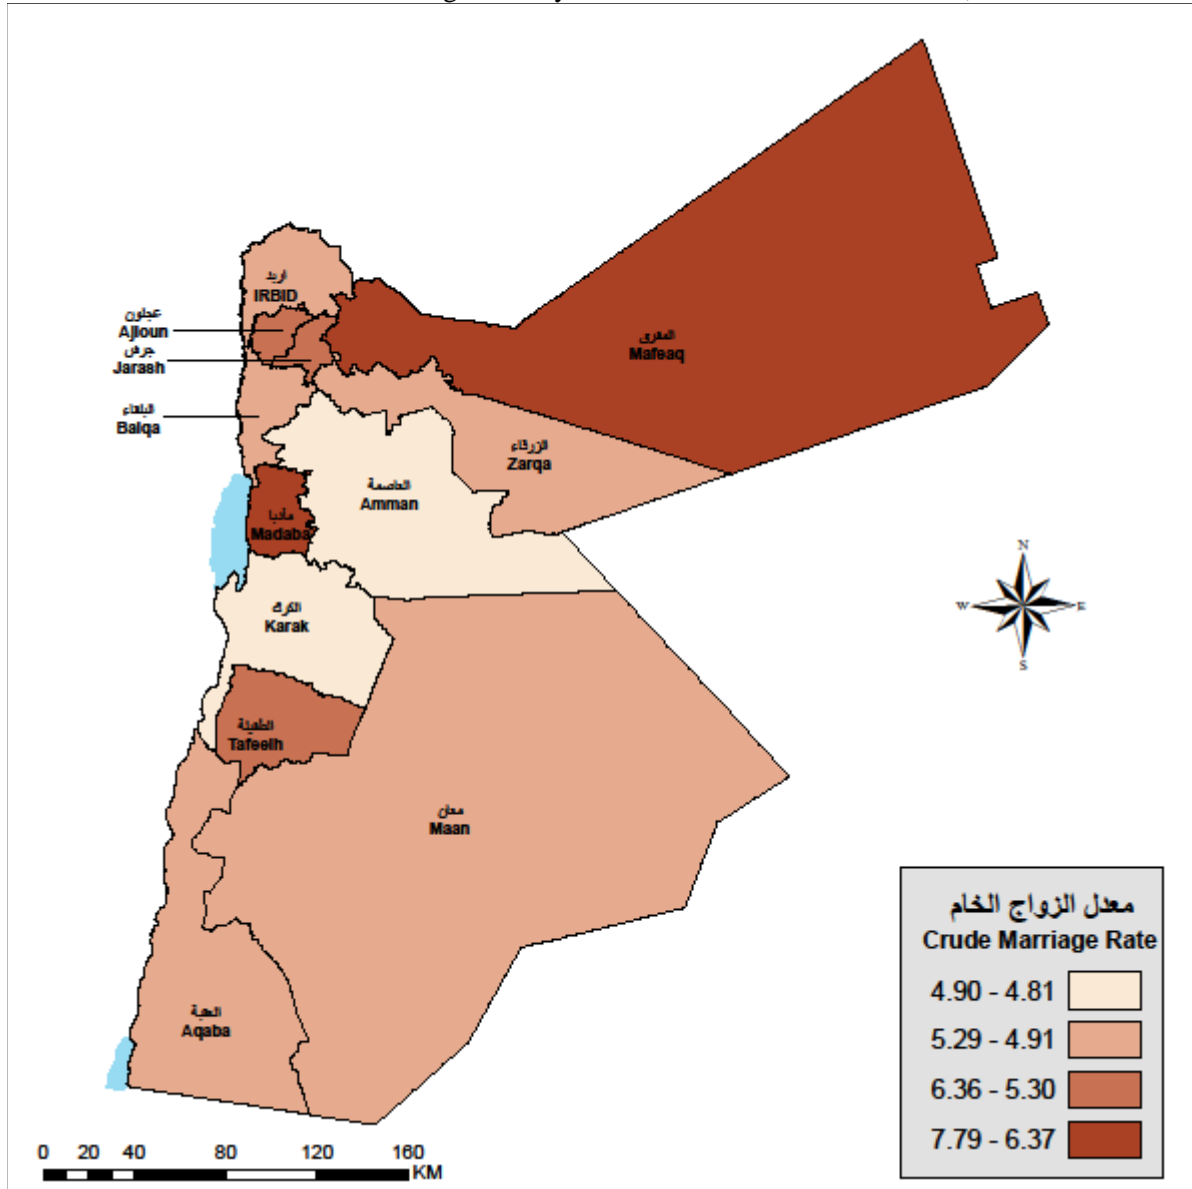 اربد
IRBID
عجلون
Ajloun
جرش
Jarash
المفرق
Mafeaq
البلقاء
Balqa
الزرقاء
Zarqa
العاصمة
Amman
مأدبا
Madaba
الكرك
Karak
الطفيلة
Tafeelh
معان
Maan
العقبة
Aqaba
N
W
E
S
معدل الزواج الخام
Crude Marriage Rate
4.90 - 4.81
5.29 - 4.91
6.36 - 5.30
7.79 - 6.37
0 20 40 80 120 160
KM